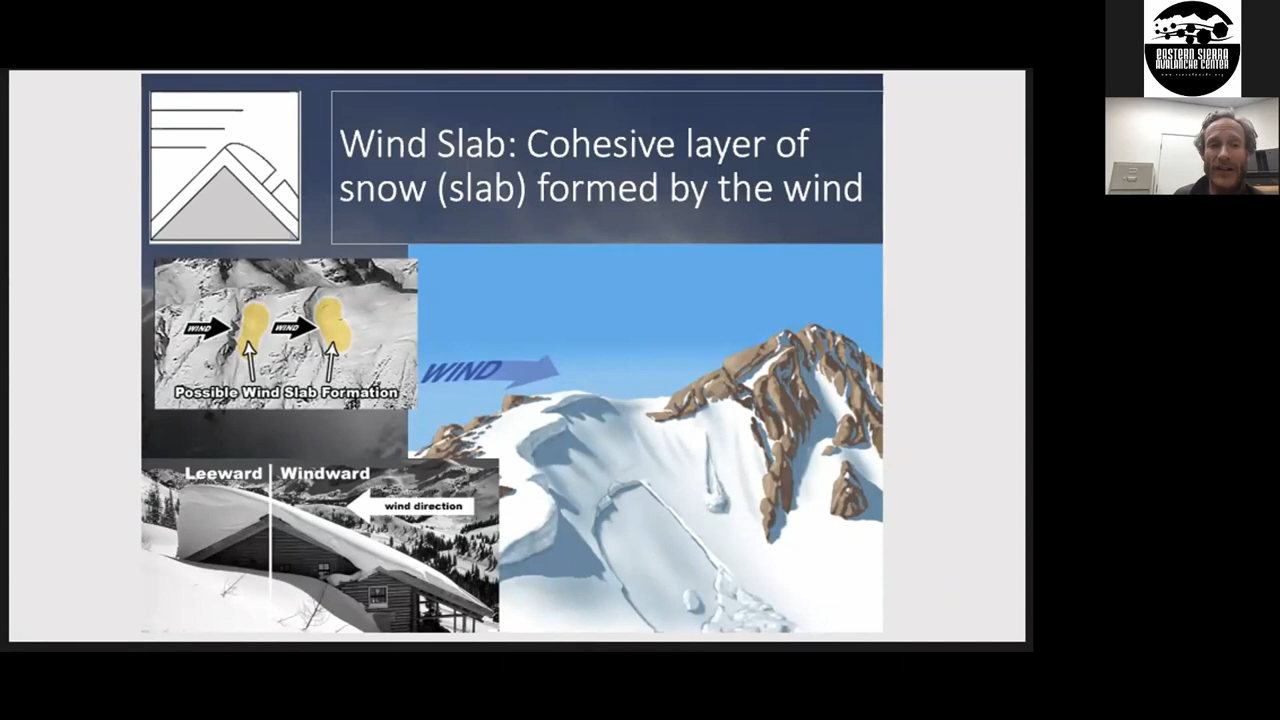 Wind Slab: Cohesive layer of
snow (slab) formed by the wind
WIND
WIND
Possible Wind Slab Formation
WIND
Leeward
Windward
wind direction
EASTERN SIERRA
AVALANCHE CENTER